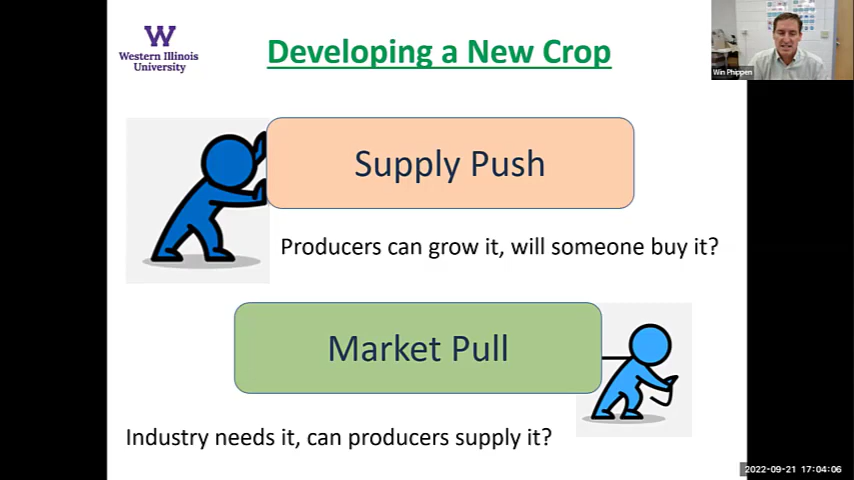 W
Western Illinois
University
Developing a New Crop
Win Phippen
Supply Push
Producers can grow it, will someone buy it?
Market Pull
Industry needs it, can producers supply it?
2022-09-21 17:04:06